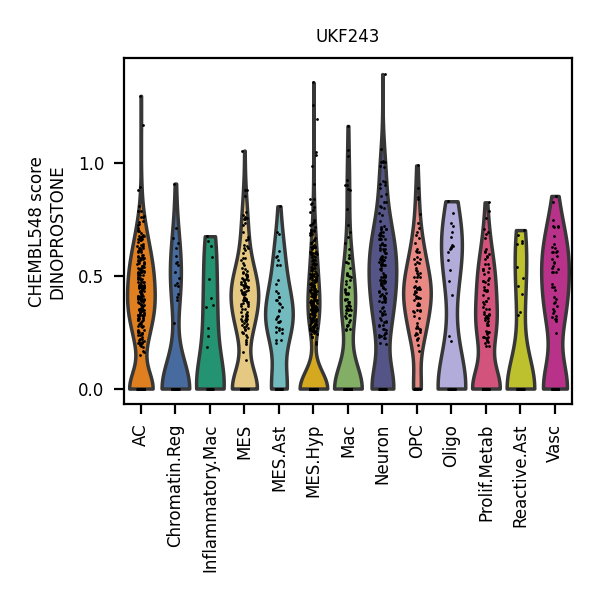 UKF243
CHEMBL548 score
DINOPROSTONE
1.0
0.5
0.0
AC
Chromatin.Reg
Inflammatory.Mac
MES
MES.Ast
MES.Hyp
Mac
Neuron
OPC
Oligo
Prolif.Metab
Reactive.Ast
Vasc